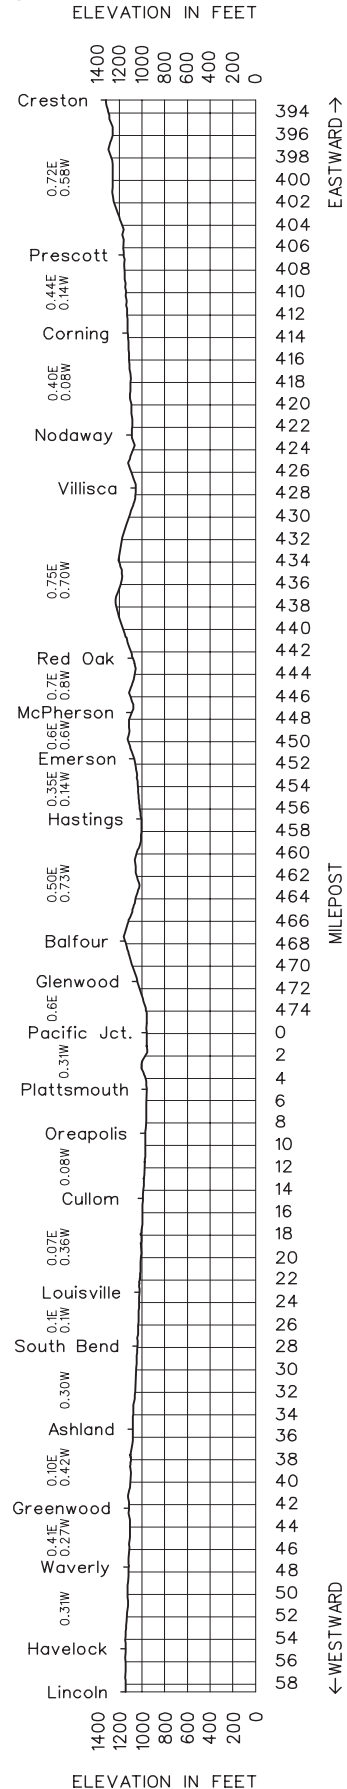 ELEVATION IN FEET
1400 1200 1000 800 600 400 200 0
Creston
394
EASTWARD →
396
398
0.72E
0.58W
400
402
404
406
Prescott
408
0.44E
0.14W
410
412
Corning
414
416
0.40E
0.08W
418
420
422
Nodaway
424
426
Villisca
428
430
432
434
0.75E
0.70W
436
438
440
442
Red Oak
444
0.7E
0.8W
446
McPherson
448
0.6E
0.6W
450
Emerson
452
0.35E
0.14W
454
456
Hastings
458
460
0.50E
0.73W
462
464
MILEPOST
466
Balfour
468
470
Glenwood
472
0.6E
474
Pacific Jct.
0
0.31W
2
4
Plattsmouth
6
8
Oreapolis
10
0.08W
12
14
Cullom
16
18
0.07E
0.36W
20
22
Louisville
24
0.1E
0.1W
26
South Bend
28
30
0.30W
32
34
Ashland
36
38
0.10E
0.42W
40
42
Greenwood
44
0.41E
0.27W
46
Waverly
48
50
0.31W
52
← WESTWARD
54
Havelock
56
58
Lincoln
1400 1200 1000 800 600 400 200 0
ELEVATION IN FEET